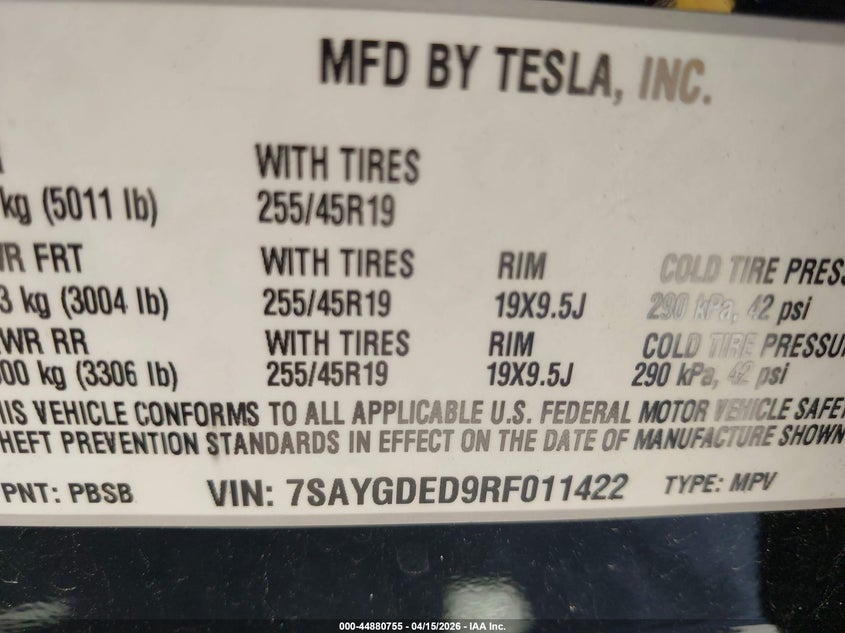 MFD BY TESLA, INC.
WITH TIRES
kg (5011 lb) 255/45R19
WR FRT WITH TIRES RIM COLD TIRE PRESS
3 kg (3004 lb) 255/45R19 19X9.5J 290 kPa, 42 psi
WR RR WITH TIRES RIM COLD TIRE PRESSU
00 kg (3306 lb) 255/45R19 19X9.5J 290 kPa, 42 psi
HIS VEHICLE CONFORMS TO ALL APPLICABLE U.S. FEDERAL MOTOR VEHICLE SAFET
HEFT PREVENTION STANDARDS IN EFFECT ON THE DATE OF MANUFACTURE SHOWN
PNT: PBSB VIN: 7SAYGDED9RF011422 TYPE: MPV
000-44880755 - 04/15/2026 - IAA Inc.